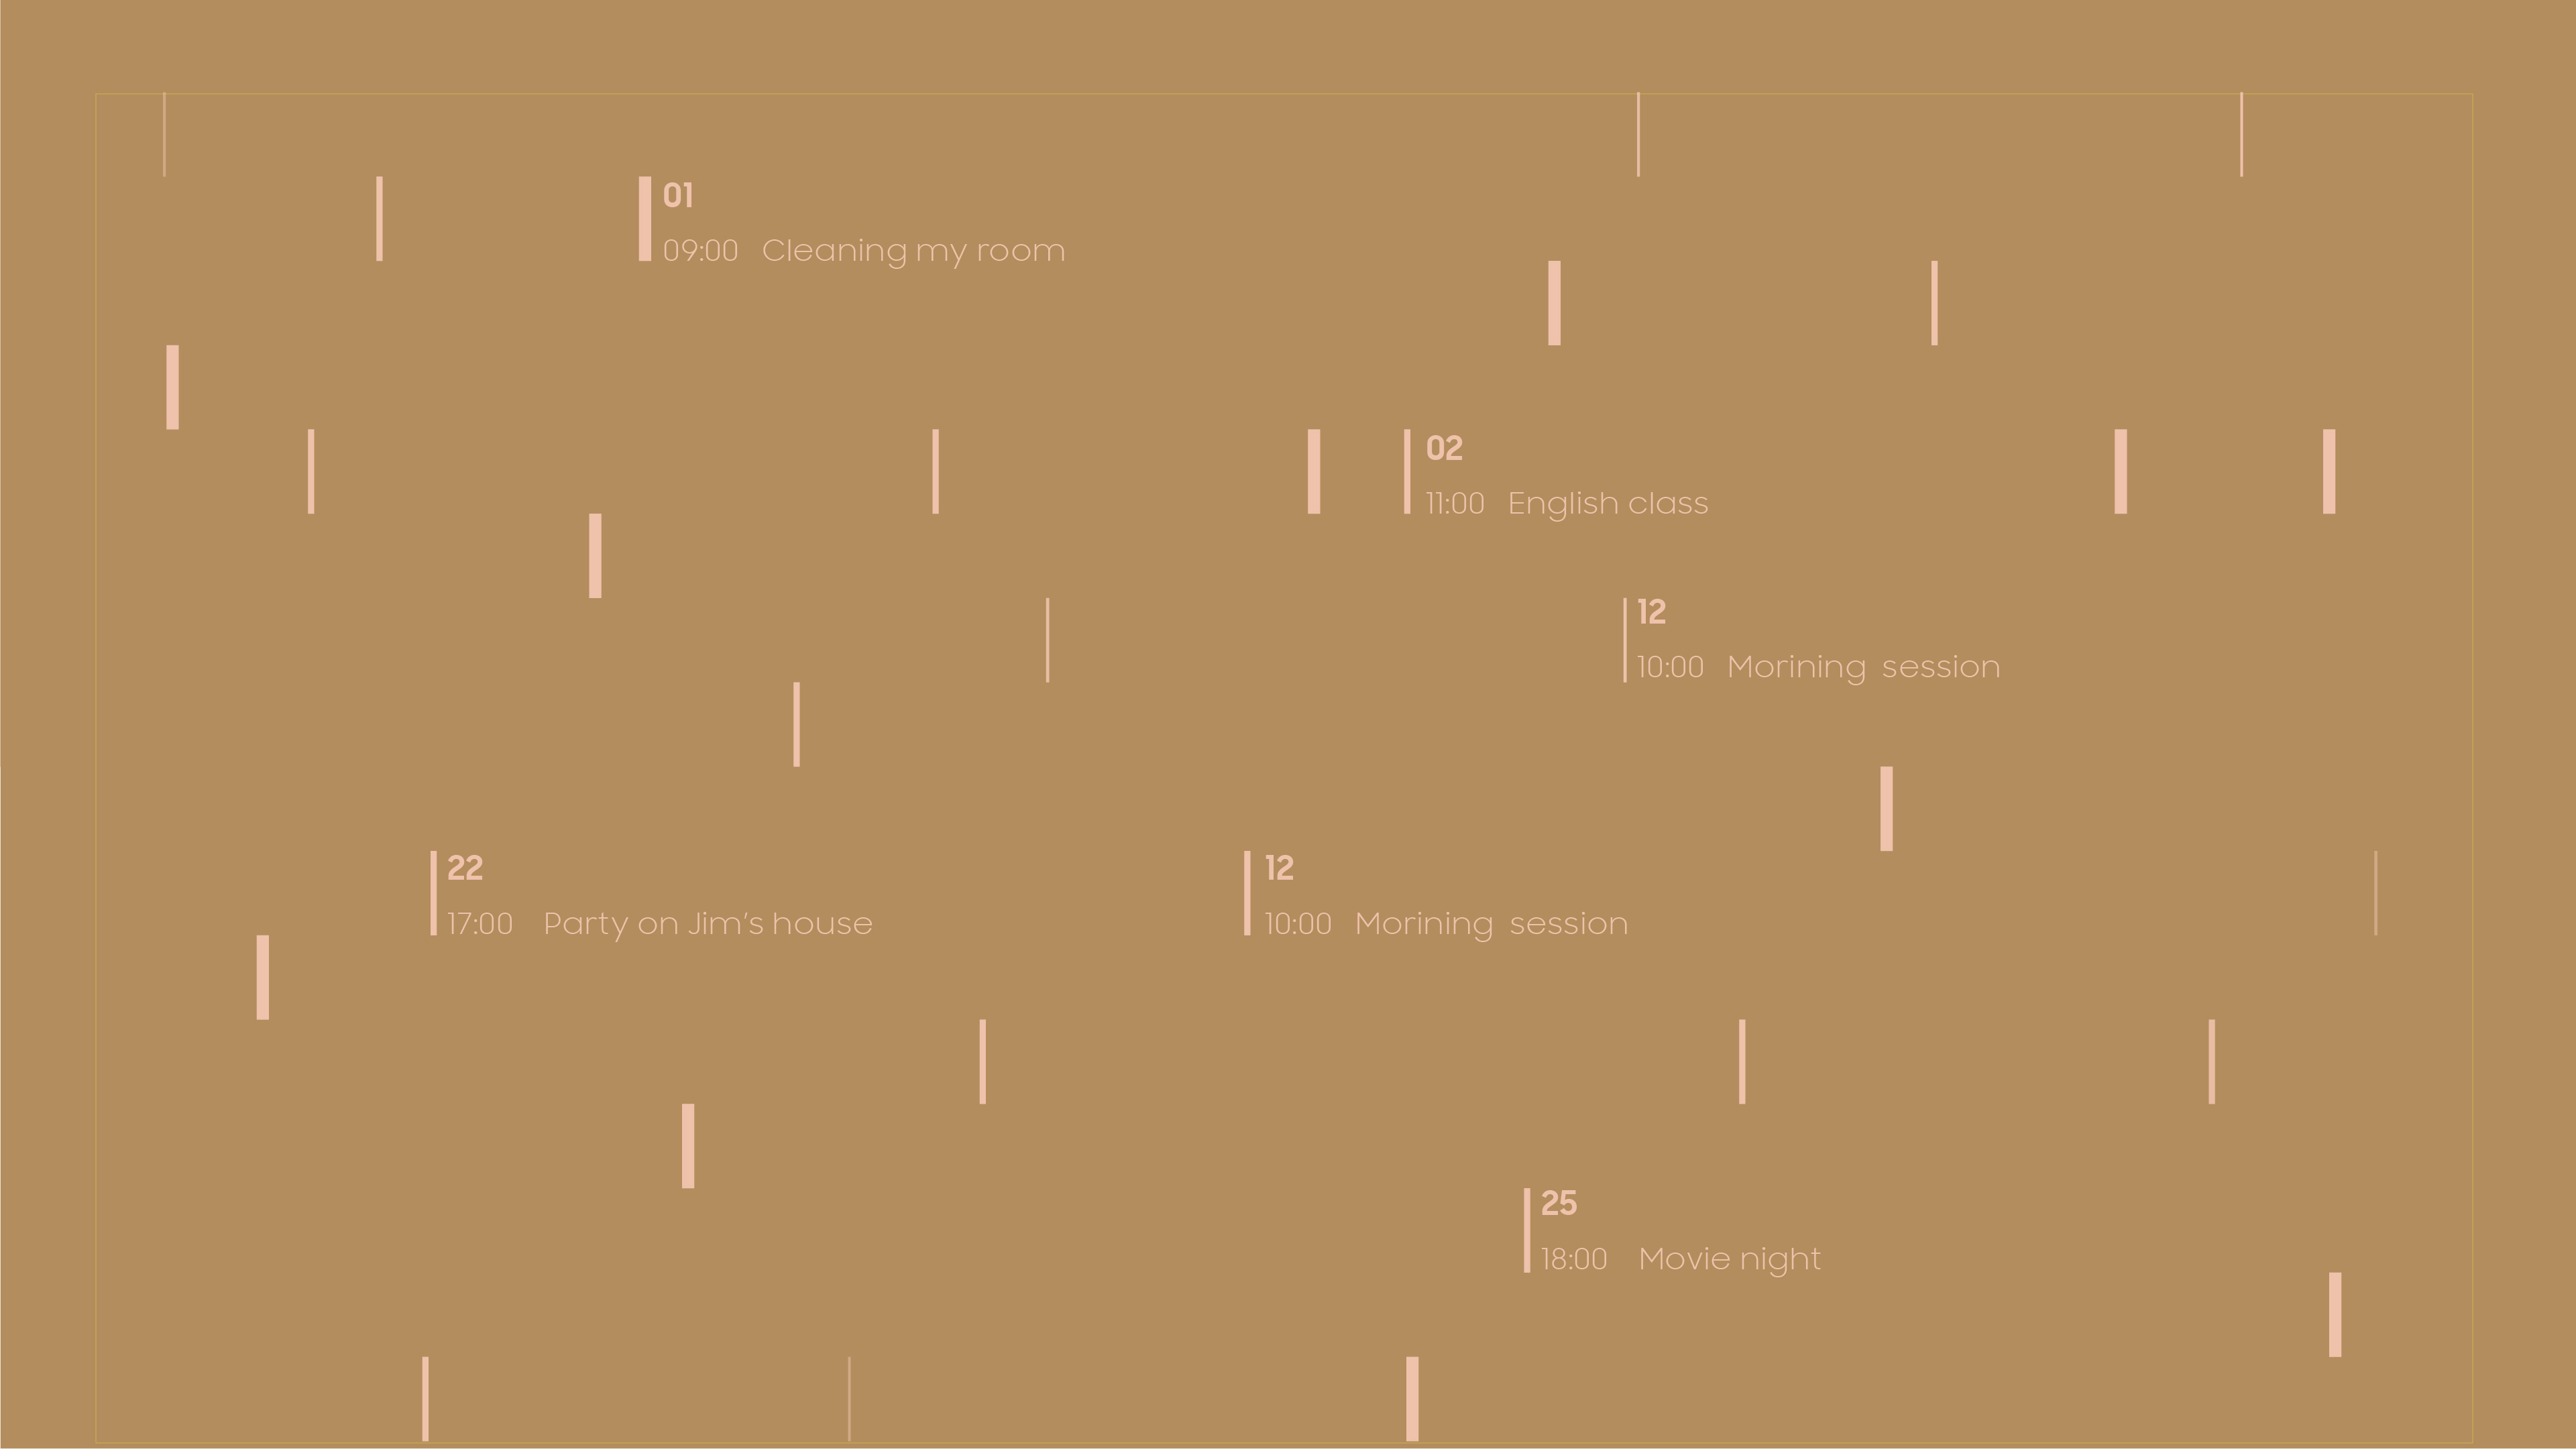 01
09:00 Cleaning my room
02
11:00 English class
12
10:00 Morining session
22
17:00 Party on Jim's house
12
10:00 Morining session
25
18:00 Movie night